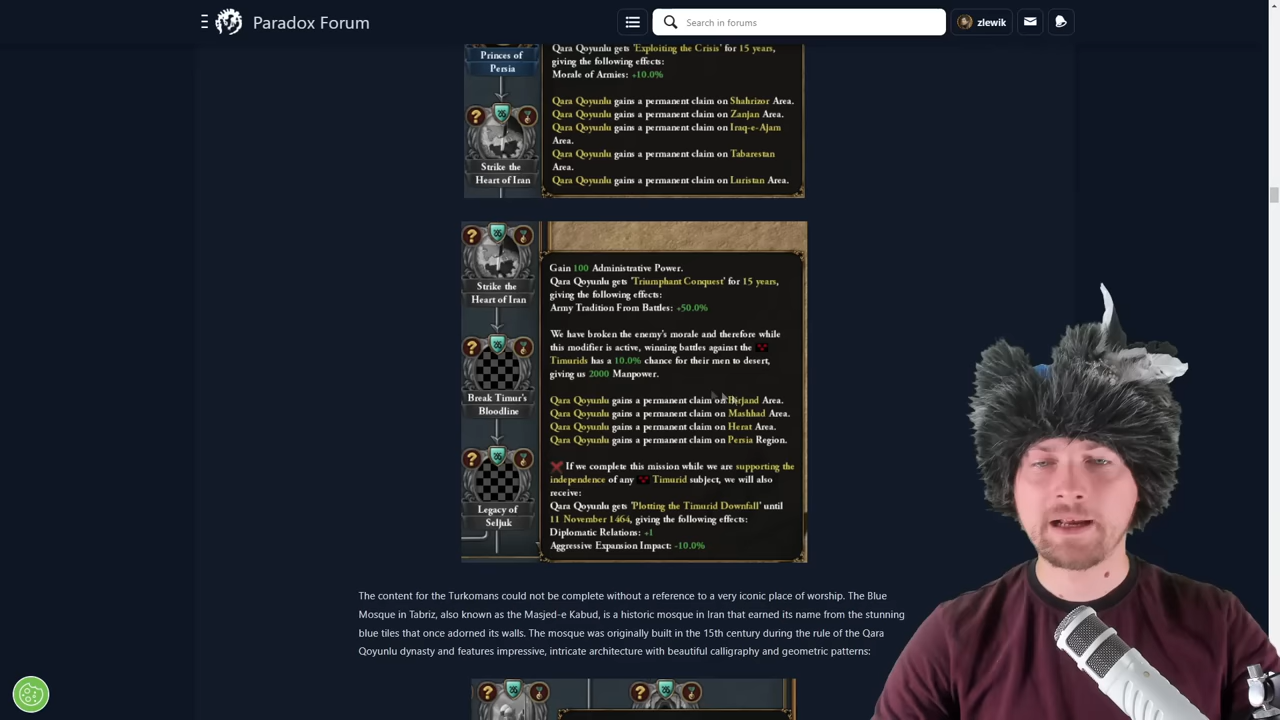 Paradox Forum
Search in forums
zlewik
Princes of
Persia
Strike the
Heart of Iran
Qara Qoyunlu gets 'Exploiting the Crisis' for 15 years,
giving the following effects:
Morale of Armies: +10.0%
Qara Qoyunlu gains a permanent claim on Shahrizor Area.
Qara Qoyunlu gains a permanent claim on Zanjan Area.
Qara Qoyunlu gains a permanent claim on Iraq-e-Ajam
Area.
Qara Qoyunlu gains a permanent claim on Tabarestan
Area.
Qara Qoyunlu gains a permanent claim on Luristan Area.
Strike the
Heart of Iran
Break Timur's
Bloodline
Legacy of
Seljuk
Gain 100 Administrative Power.
Qara Qoyunlu gets 'Triumphant Conquest' for 15 years,
giving the following effects:
Army Tradition From Battles: +50.0%
We have broken the enemy's morale and therefore while
this modifier is active, winning battles against the
Timurids has a 10.0% chance for their men to desert,
giving us 2000 Manpower.
Qara Qoyunlu gains a permanent claim on Birjand Area.
Qara Qoyunlu gains a permanent claim on Mashhad Area.
Qara Qoyunlu gains a permanent claim on Herat Area.
Qara Qoyunlu gains a permanent claim on Persia Region.
If we complete this mission while we are supporting the
independence of any Timurid subject, we will also
receive:
Qara Qoyunlu gets 'Plotting the Timurid Downfall' until
11 November 1464, giving the following effects:
Diplomatic Relations: +1
Aggressive Expansion Impact: -10.0%
The content for the Turkomans could not be complete without a reference to a very iconic place of worship. The Blue
Mosque in Tabriz, also known as the Masjed-e Kabud, is a historic mosque in Iran that earned its name from the stunning
blue tiles that once adorned its walls. The mosque was originally built in the 15th century during the rule of the Qara
Qoyunlu dynasty and features impressive, intricate architecture with beautiful calligraphy and geometric patterns: